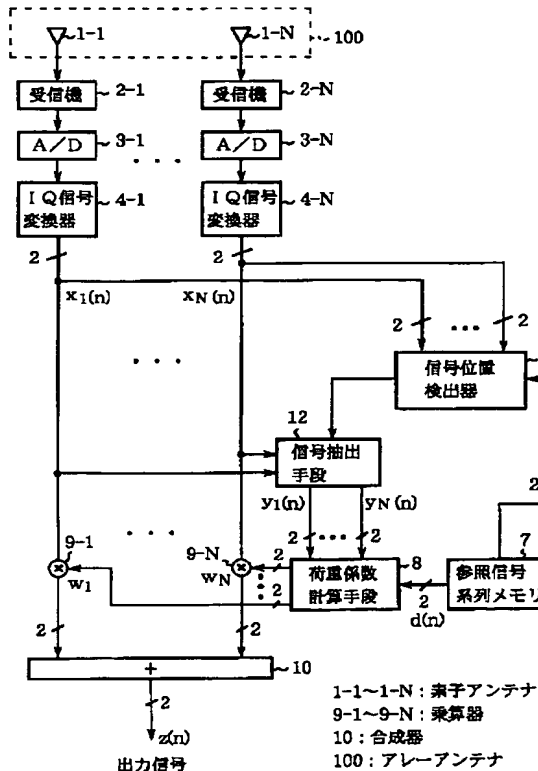 1-1
1-N
100
受信機
2-1
受信機
2-N
A/D
3-1
A/D
3-N
IQ信号
変換器
4-1
IQ信号
変換器
4-N
2
2
x1(n)
xN(n)
2
2
信号位置
検出器
12
信号抽出
手段
2
y1(n)
yN(n)
2
2
7
9-1
9-N
w1
wN
2
2
荷重係数
計算手段
8
2
d(n)
参照信号
系列メモリ
2
2
+
10
2
z(n)
出力信号
1-1~1-N:素子アンテナ
9-1~9-N:乗算器
10:合成器
100:アレーアンテナ